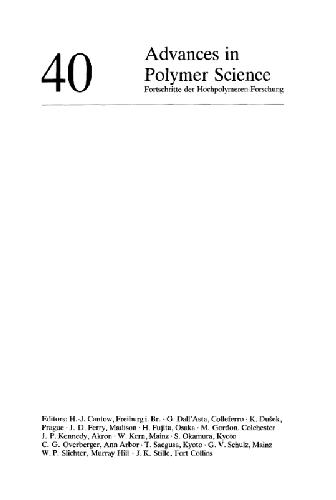 40
Advances in
Polymer Science
Fortschritte der Hochpolymeren-Forschung
Editors: H.-J. Cantow, Freiburg i. Br. · G. Dall'Asta, Colleferro · K. Dušek,
Prague · J. D. Ferry, Madison · H. Fujita, Osaka · M. Gordon, Colchester
J. P. Kennedy, Akron · W. Kern, Mainz · S. Okamura, Kyoto
C. G. Overberger, Ann Arbor · T. Saegusa, Kyoto · G. V. Schulz, Mainz
W. P. Slichter, Murray Hill · J. K. Stille, Fort Collins